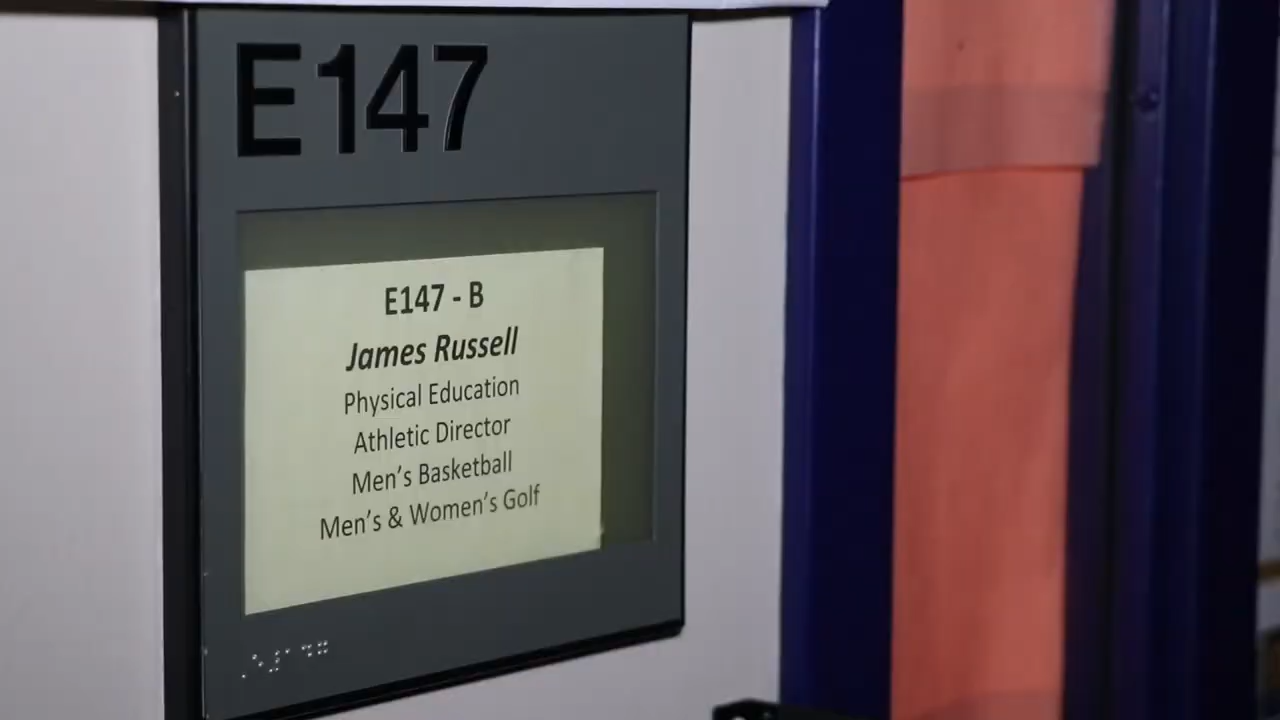 E147
E147 - B
James Russell
Physical Education
Athletic Director
Men's Basketball
Men's & Women's Golf